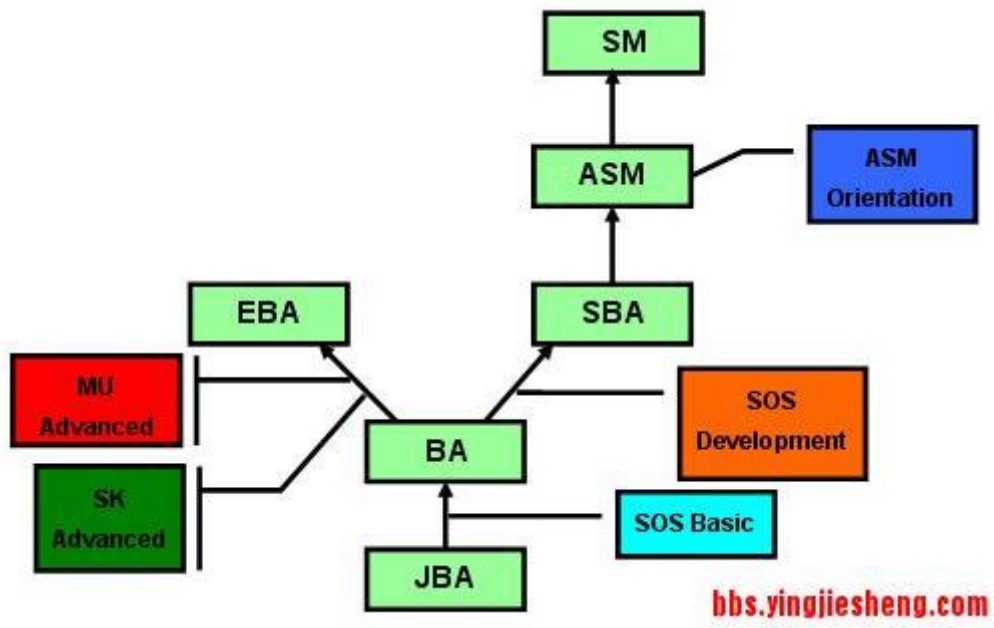 SM
ASM
ASM
Orientation
EBA
SBA
MU
Advanced
SOS
Development
BA
SK
Advanced
SOS Basic
JBA
bbs.yingjiesheng.com